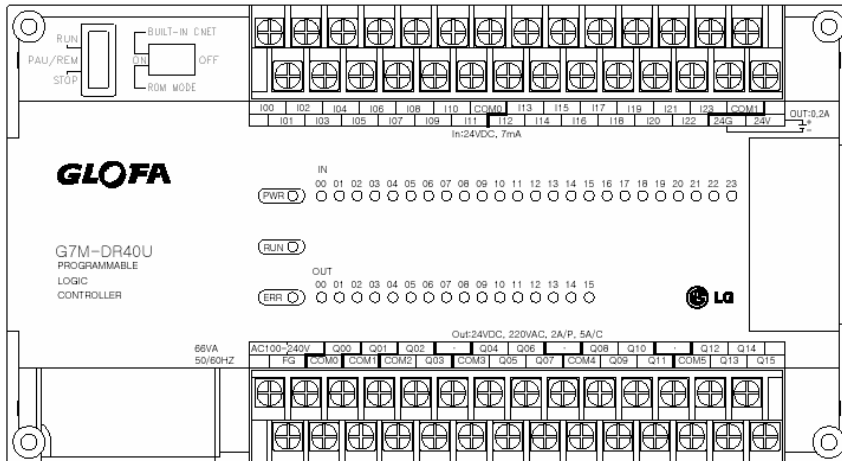 RUN
PAU/REM
STOP
BUILT-IN CNET
ON
OFF
ROM MODE
I00 I02 I04 I06 I08 I10 COM0 I13 I15 I17 I19 I21 I23 COM1
I01 I03 I05 I07 I09 I11 I12 I14 I16 I18 I20 I22 24G 24V
OUT:0.2A
+
-
In:24VDC, 7mA
GLOFA
IN
00 01 02 03 04 05 06 07 08 09 10 11 12 13 14 15 16 17 18 19 20 21 22 23
PWR
G7M-DR40U
PROGRAMMABLE
LOGIC
CONTROLLER
RUN
OUT
00 01 02 03 04 05 06 07 08 09 10 11 12 13 14 15
ERR
LG
Out:24VDC, 220VAC, 2A/P, 5A/C
66VA
50/60HZ
AC100-240V Q00 Q01 Q02 · Q04 Q06 · Q08 Q10 · Q12 Q14
FG COM0 COM1 COM2 Q03 COM3 Q05 Q07 COM4 Q09 Q11 COM5 Q13 Q15